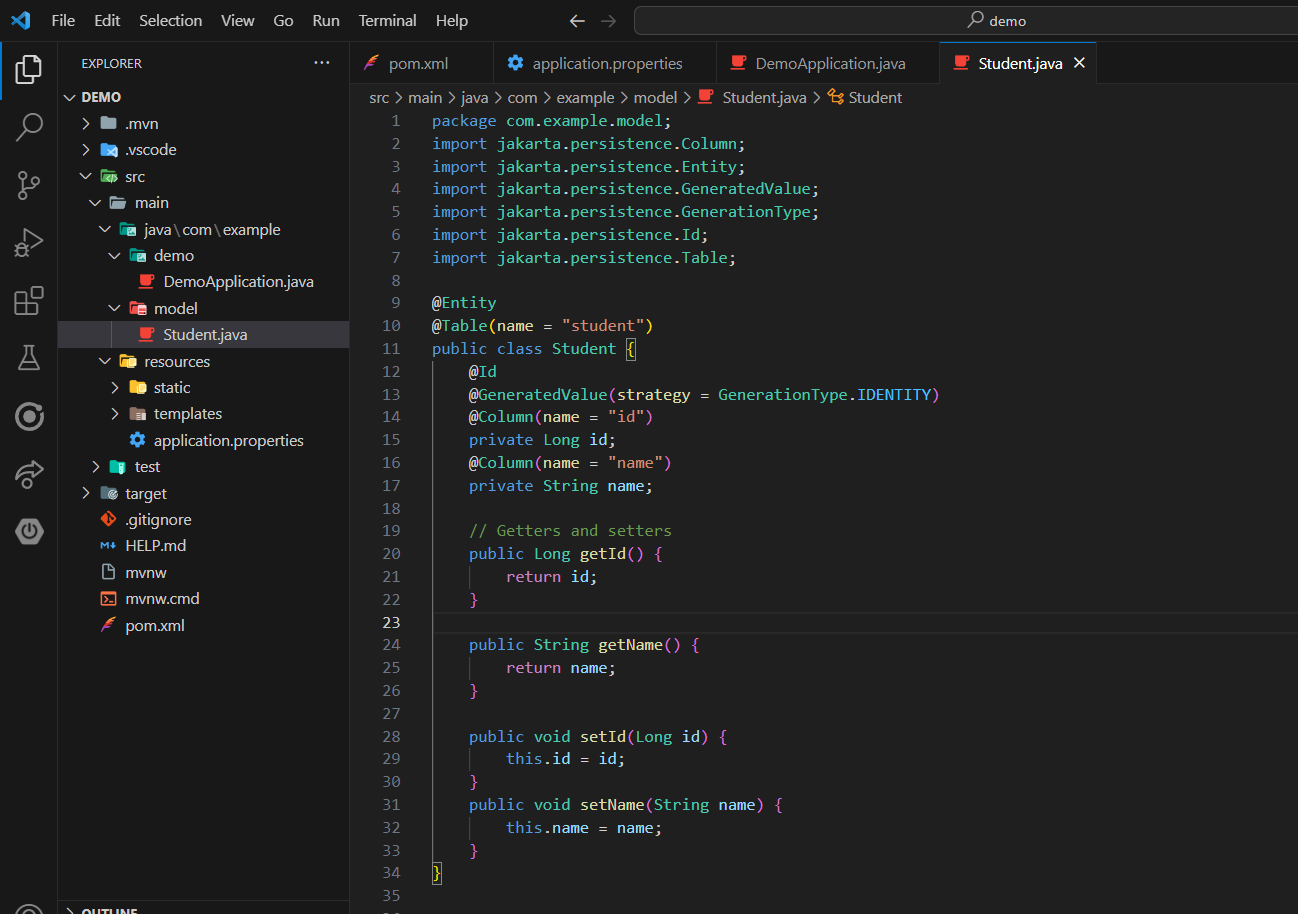 File Edit Selection View Go Run Terminal Help
demo
EXPLORER
DEMO
.mvn
.vscode
src
main
java\com\example
demo
DemoApplication.java
model
Student.java
resources
static
templates
application.properties
test
target
.gitignore
HELP.md
mvnw
mvnw.cmd
pom.xml
OUTLINE
pom.xml application.properties DemoApplication.java Student.java
src > main > java > com > example > model > Student.java > Student
1 package com.example.model;
2 import jakarta.persistence.Column;
3 import jakarta.persistence.Entity;
4 import jakarta.persistence.GeneratedValue;
5 import jakarta.persistence.GenerationType;
6 import jakarta.persistence.Id;
7 import jakarta.persistence.Table;
8
9 @Entity
10 @Table(name = "student")
11 public class Student {
12     @Id
13     @GeneratedValue(strategy = GenerationType.IDENTITY)
14     @Column(name = "id")
15     private Long id;
16     @Column(name = "name")
17     private String name;
18
19     // Getters and setters
20     public Long getId() {
21         return id;
22     }
23
24     public String getName() {
25         return name;
26     }
27
28     public void setId(Long id) {
29         this.id = id;
30     }
31     public void setName(String name) {
32         this.name = name;
33     }
34 }
35